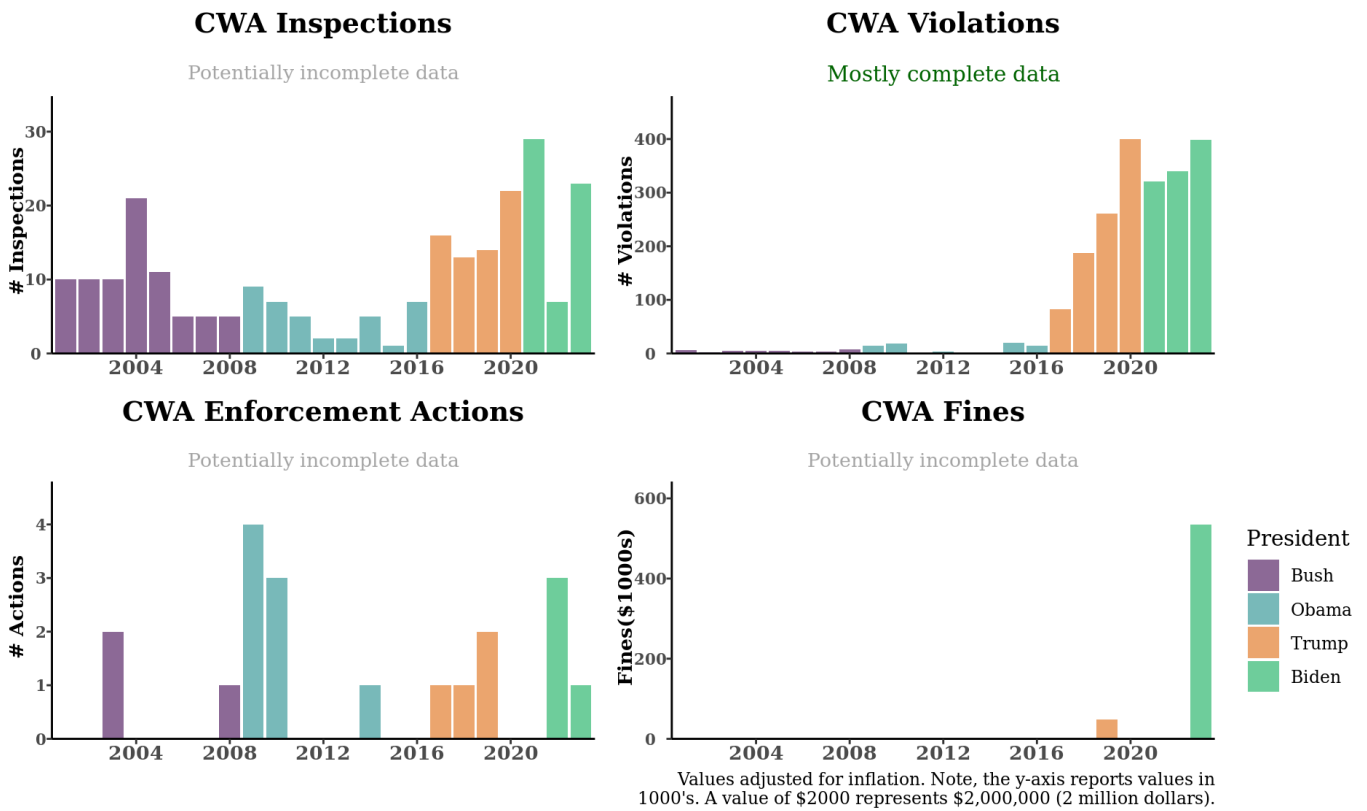 CWA Inspections
Potentially incomplete data
# Inspections
30
20
10
0
2004 2008 2012 2016 2020
CWA Violations
Mostly complete data
# Violations
400
300
200
100
0
2004 2008 2012 2016 2020
CWA Enforcement Actions
Potentially incomplete data
# Actions
4
3
2
1
0
2004 2008 2012 2016 2020
CWA Fines
Potentially incomplete data
Fines($1000s)
600
400
200
0
2004 2008 2012 2016 2020
President
Bush
Obama
Trump
Biden
Values adjusted for inflation. Note, the y-axis reports values in
1000's. A value of $2000 represents $2,000,000 (2 million dollars).